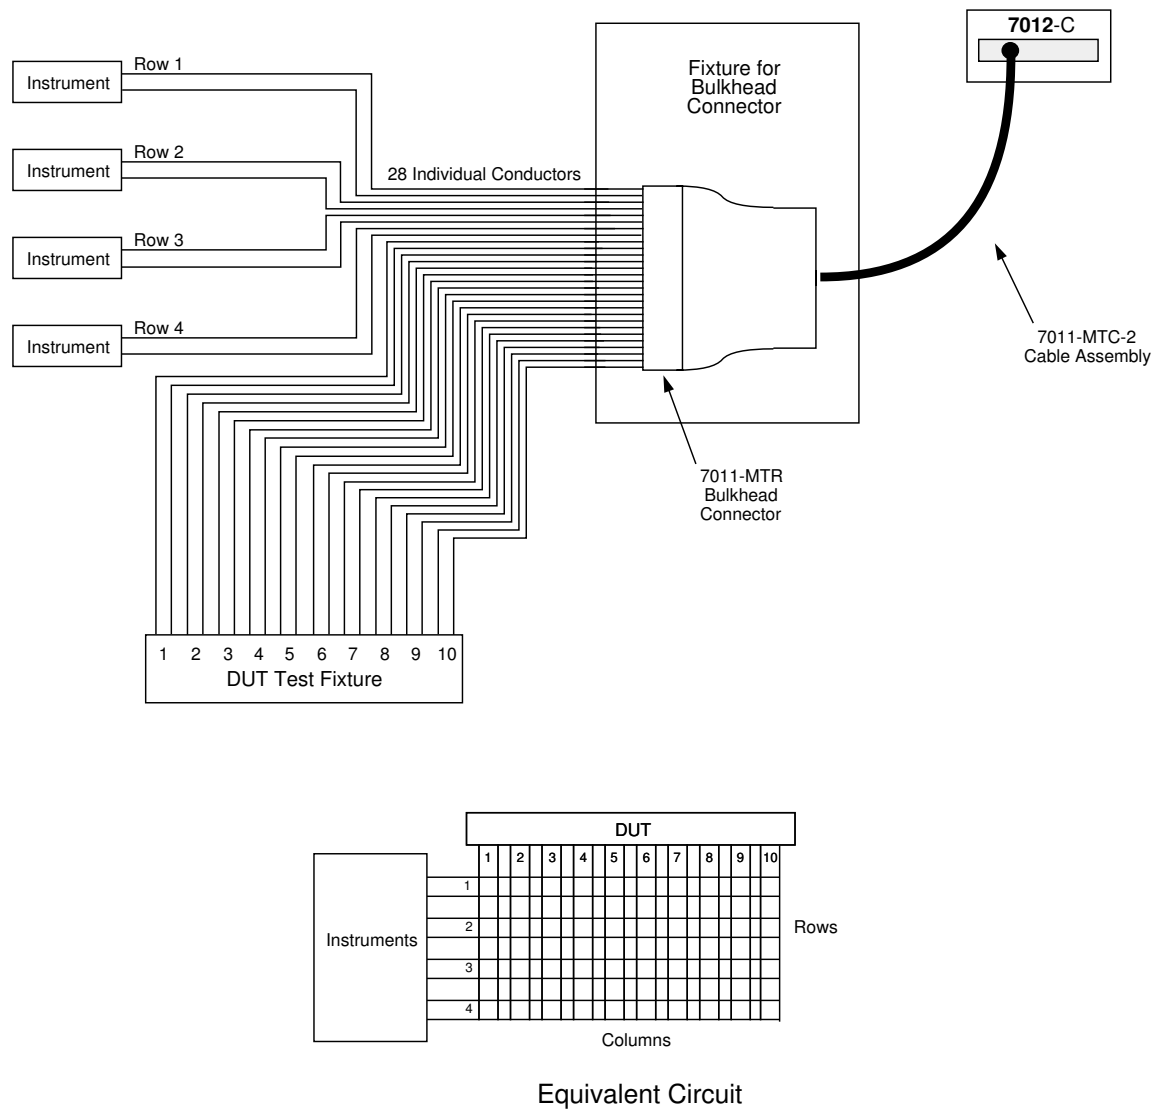 7012-C
Fixture for
Bulkhead
Connector
Row 1
Instrument
Row 2
Instrument
28 Individual Conductors
Row 3
Instrument
Row 4
Instrument
7011-MTC-2
Cable Assembly
7011-MTR
Bulkhead
Connector
1 2 3 4 5 6 7 8 9 10
DUT Test Fixture
DUT
1 2 3 4 5 6 7 8 9 10
1
2
3
4
Instruments
Rows
Columns
Equivalent Circuit